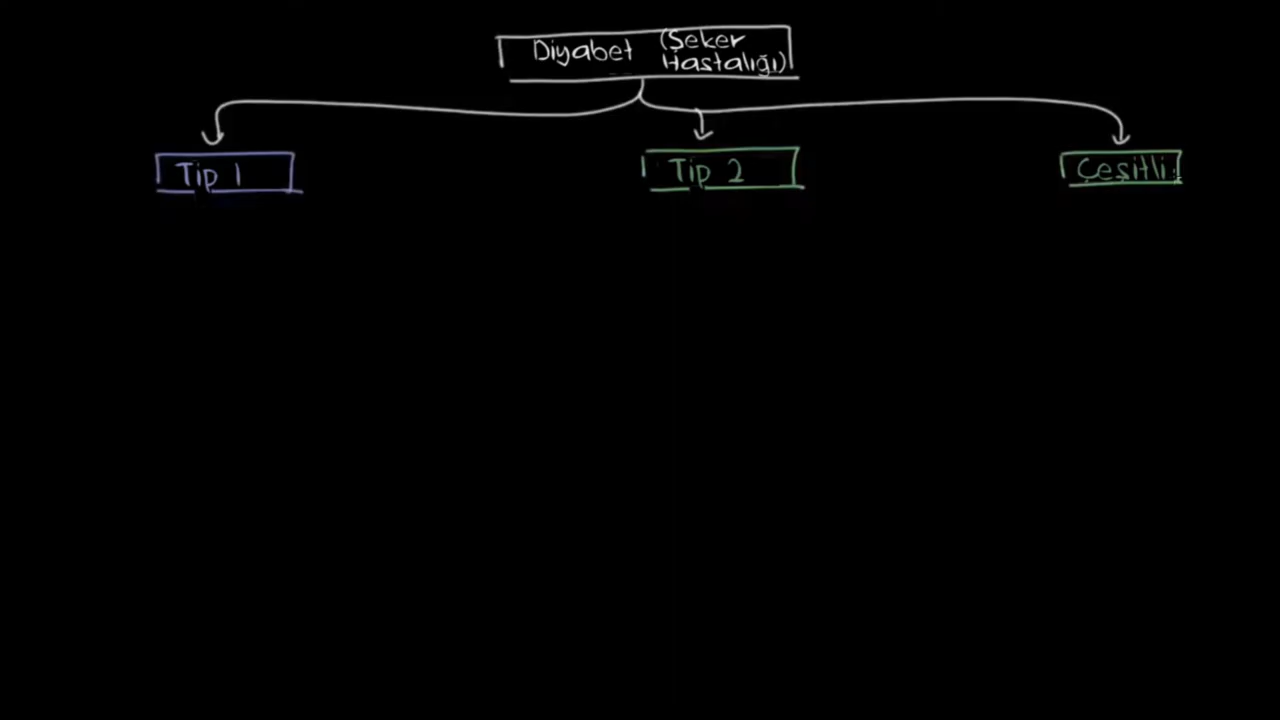 Diyabet (Şeker
Hastalığı)
Tip 1
Tip 2
Çeşitli